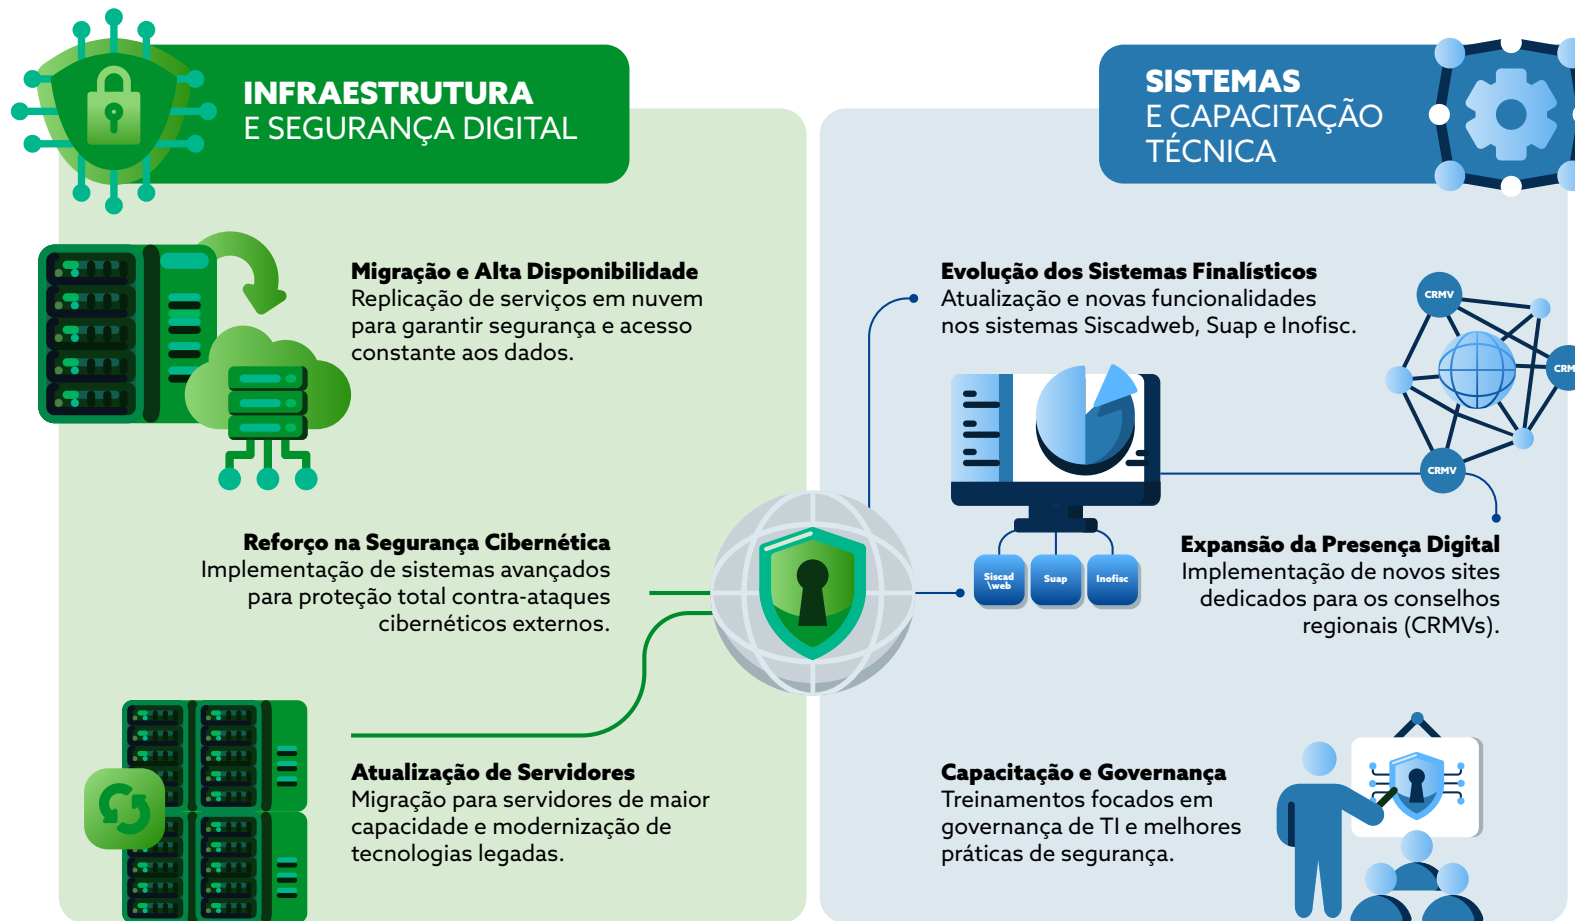 INFRAESTRUTURA
E SEGURANÇA DIGITAL
Migração e Alta Disponibilidade
Replicação de serviços em nuvem
para garantir segurança e acesso
constante aos dados.
Reforço na Segurança Cibernética
Implementação de sistemas avançados
para proteção total contra-ataques
cibernéticos externos.
Atualização de Servidores
Migração para servidores de maior
capacidade e modernização de
tecnologias legadas.
SISTEMAS
E CAPACITAÇÃO
TÉCNICA
Evolução dos Sistemas Finalísticos
Atualização e novas funcionalidades
nos sistemas Siscadweb, Suap e Inofisc.
CRMV
CRM
CRMV
Siscad
\web
Suap
Inofisc
Expansão da Presença Digital
Implementação de novos sites
dedicados para os conselhos
regionais (CRMVs).
Capacitação e Governança
Treinamentos focados em
governança de TI e melhores
práticas de segurança.